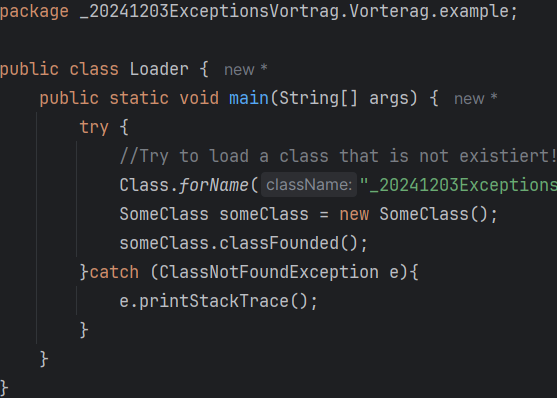 package _20241203ExceptionsVortrag.Vorterag.example;
public class Loader { new *
public static void main(String[] args) { new *
try {
//Try to load a class that is not existiert!
Class.forName( className: "_20241203Exceptions
SomeClass someClass = new SomeClass();
someClass.classFounded();
}catch (ClassNotFoundException e){
e.printStackTrace();
}
}
}